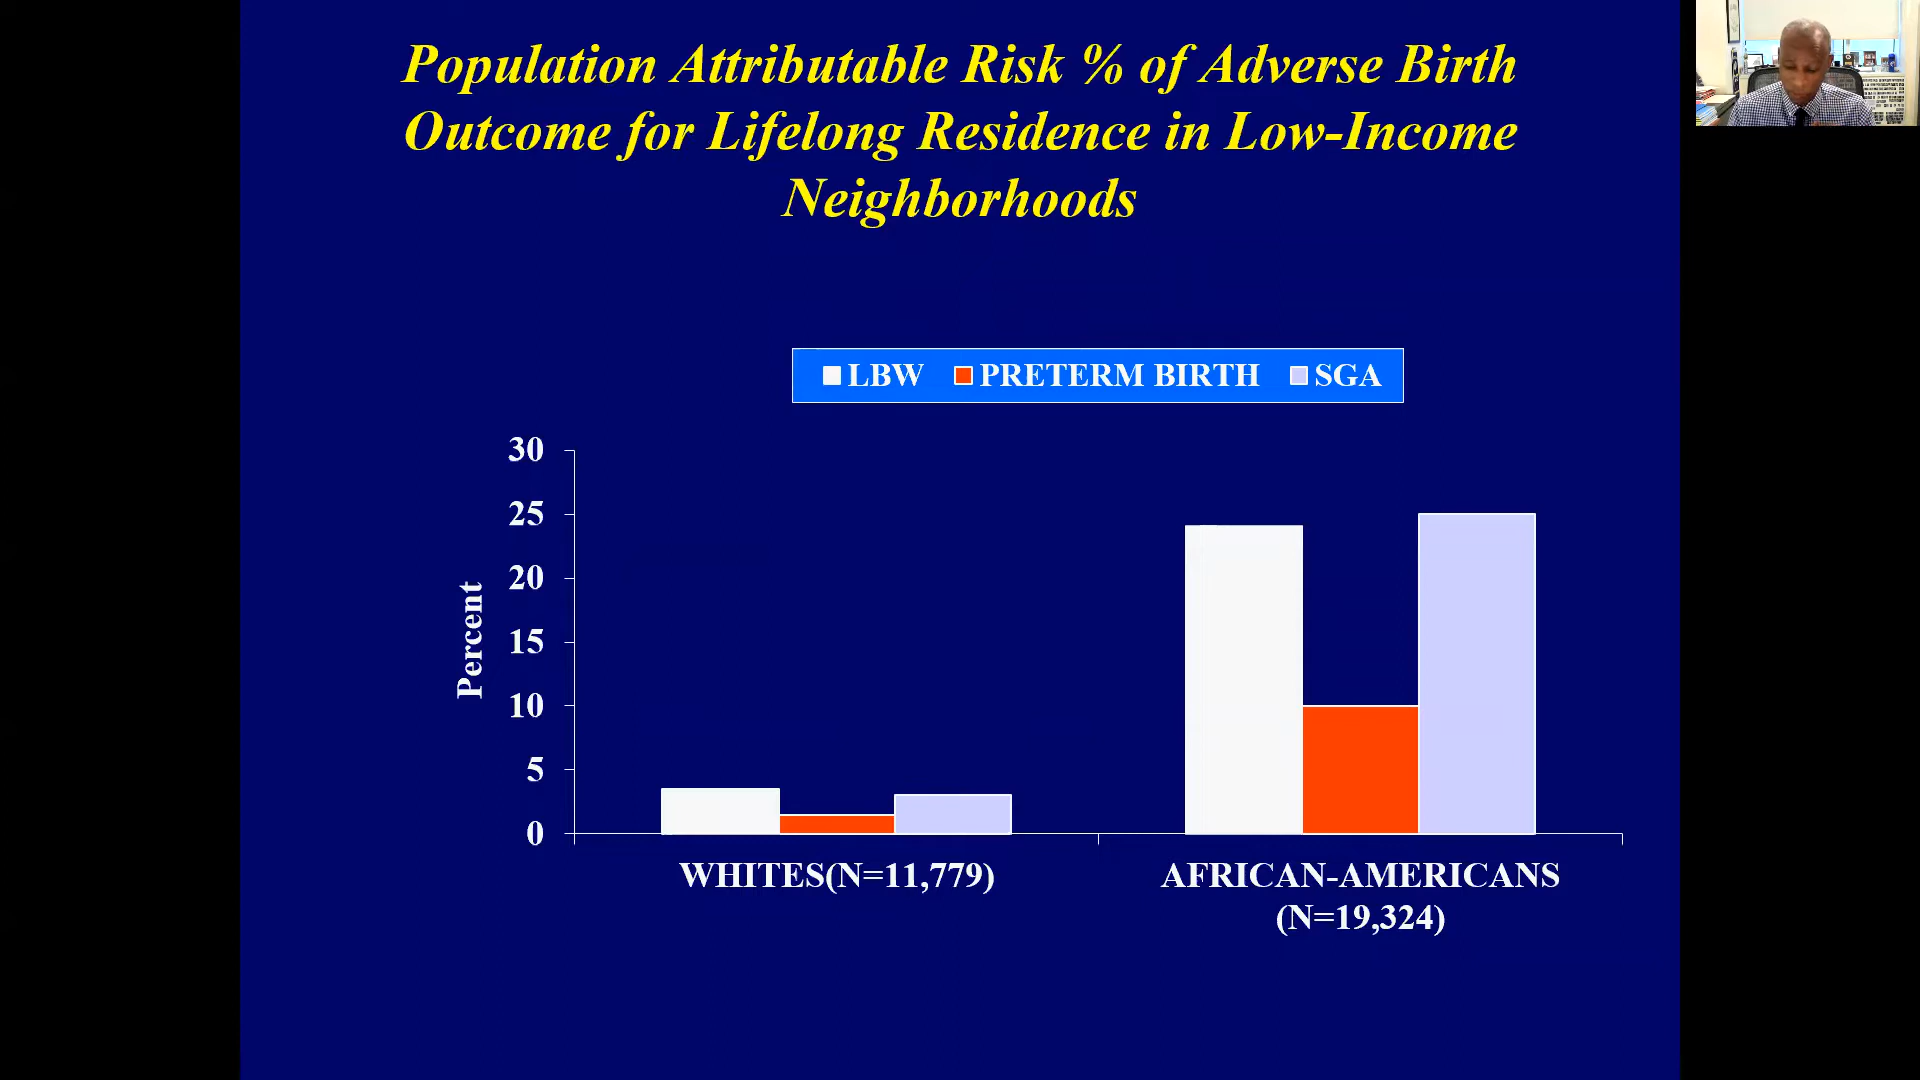 Population Attributable Risk % of Adverse Birth
Outcome for Lifelong Residence in Low-Income
Neighborhoods
LBW PRETERM BIRTH SGA
30
25
20
15
10
5
0
Percent
WHITES(N=11,779)
AFRICAN-AMERICANS
(N=19,324)